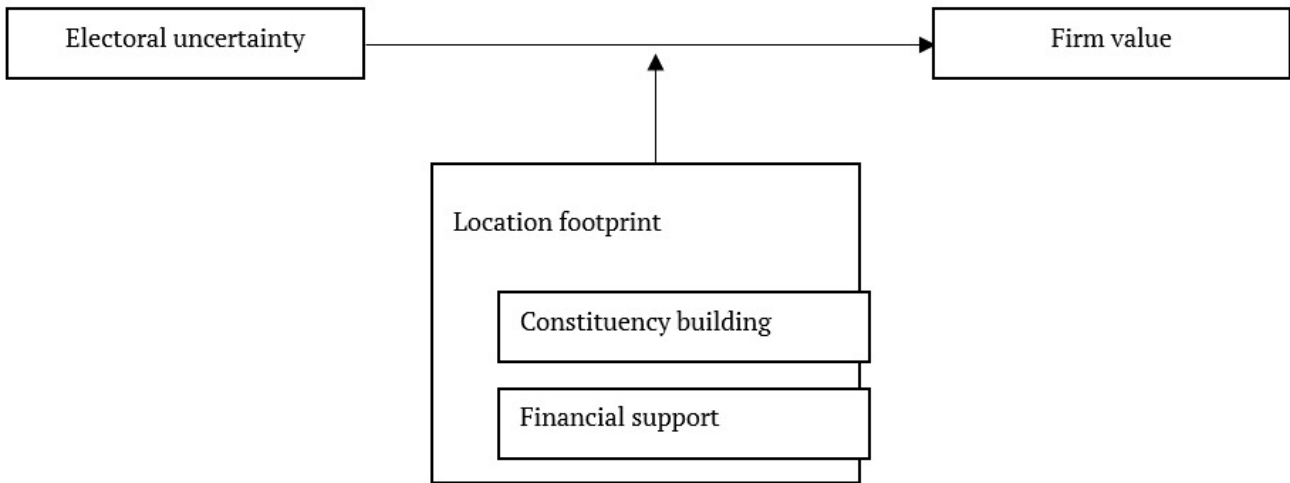 Electoral uncertainty
Firm value
Location footprint
Constituency building
Financial support